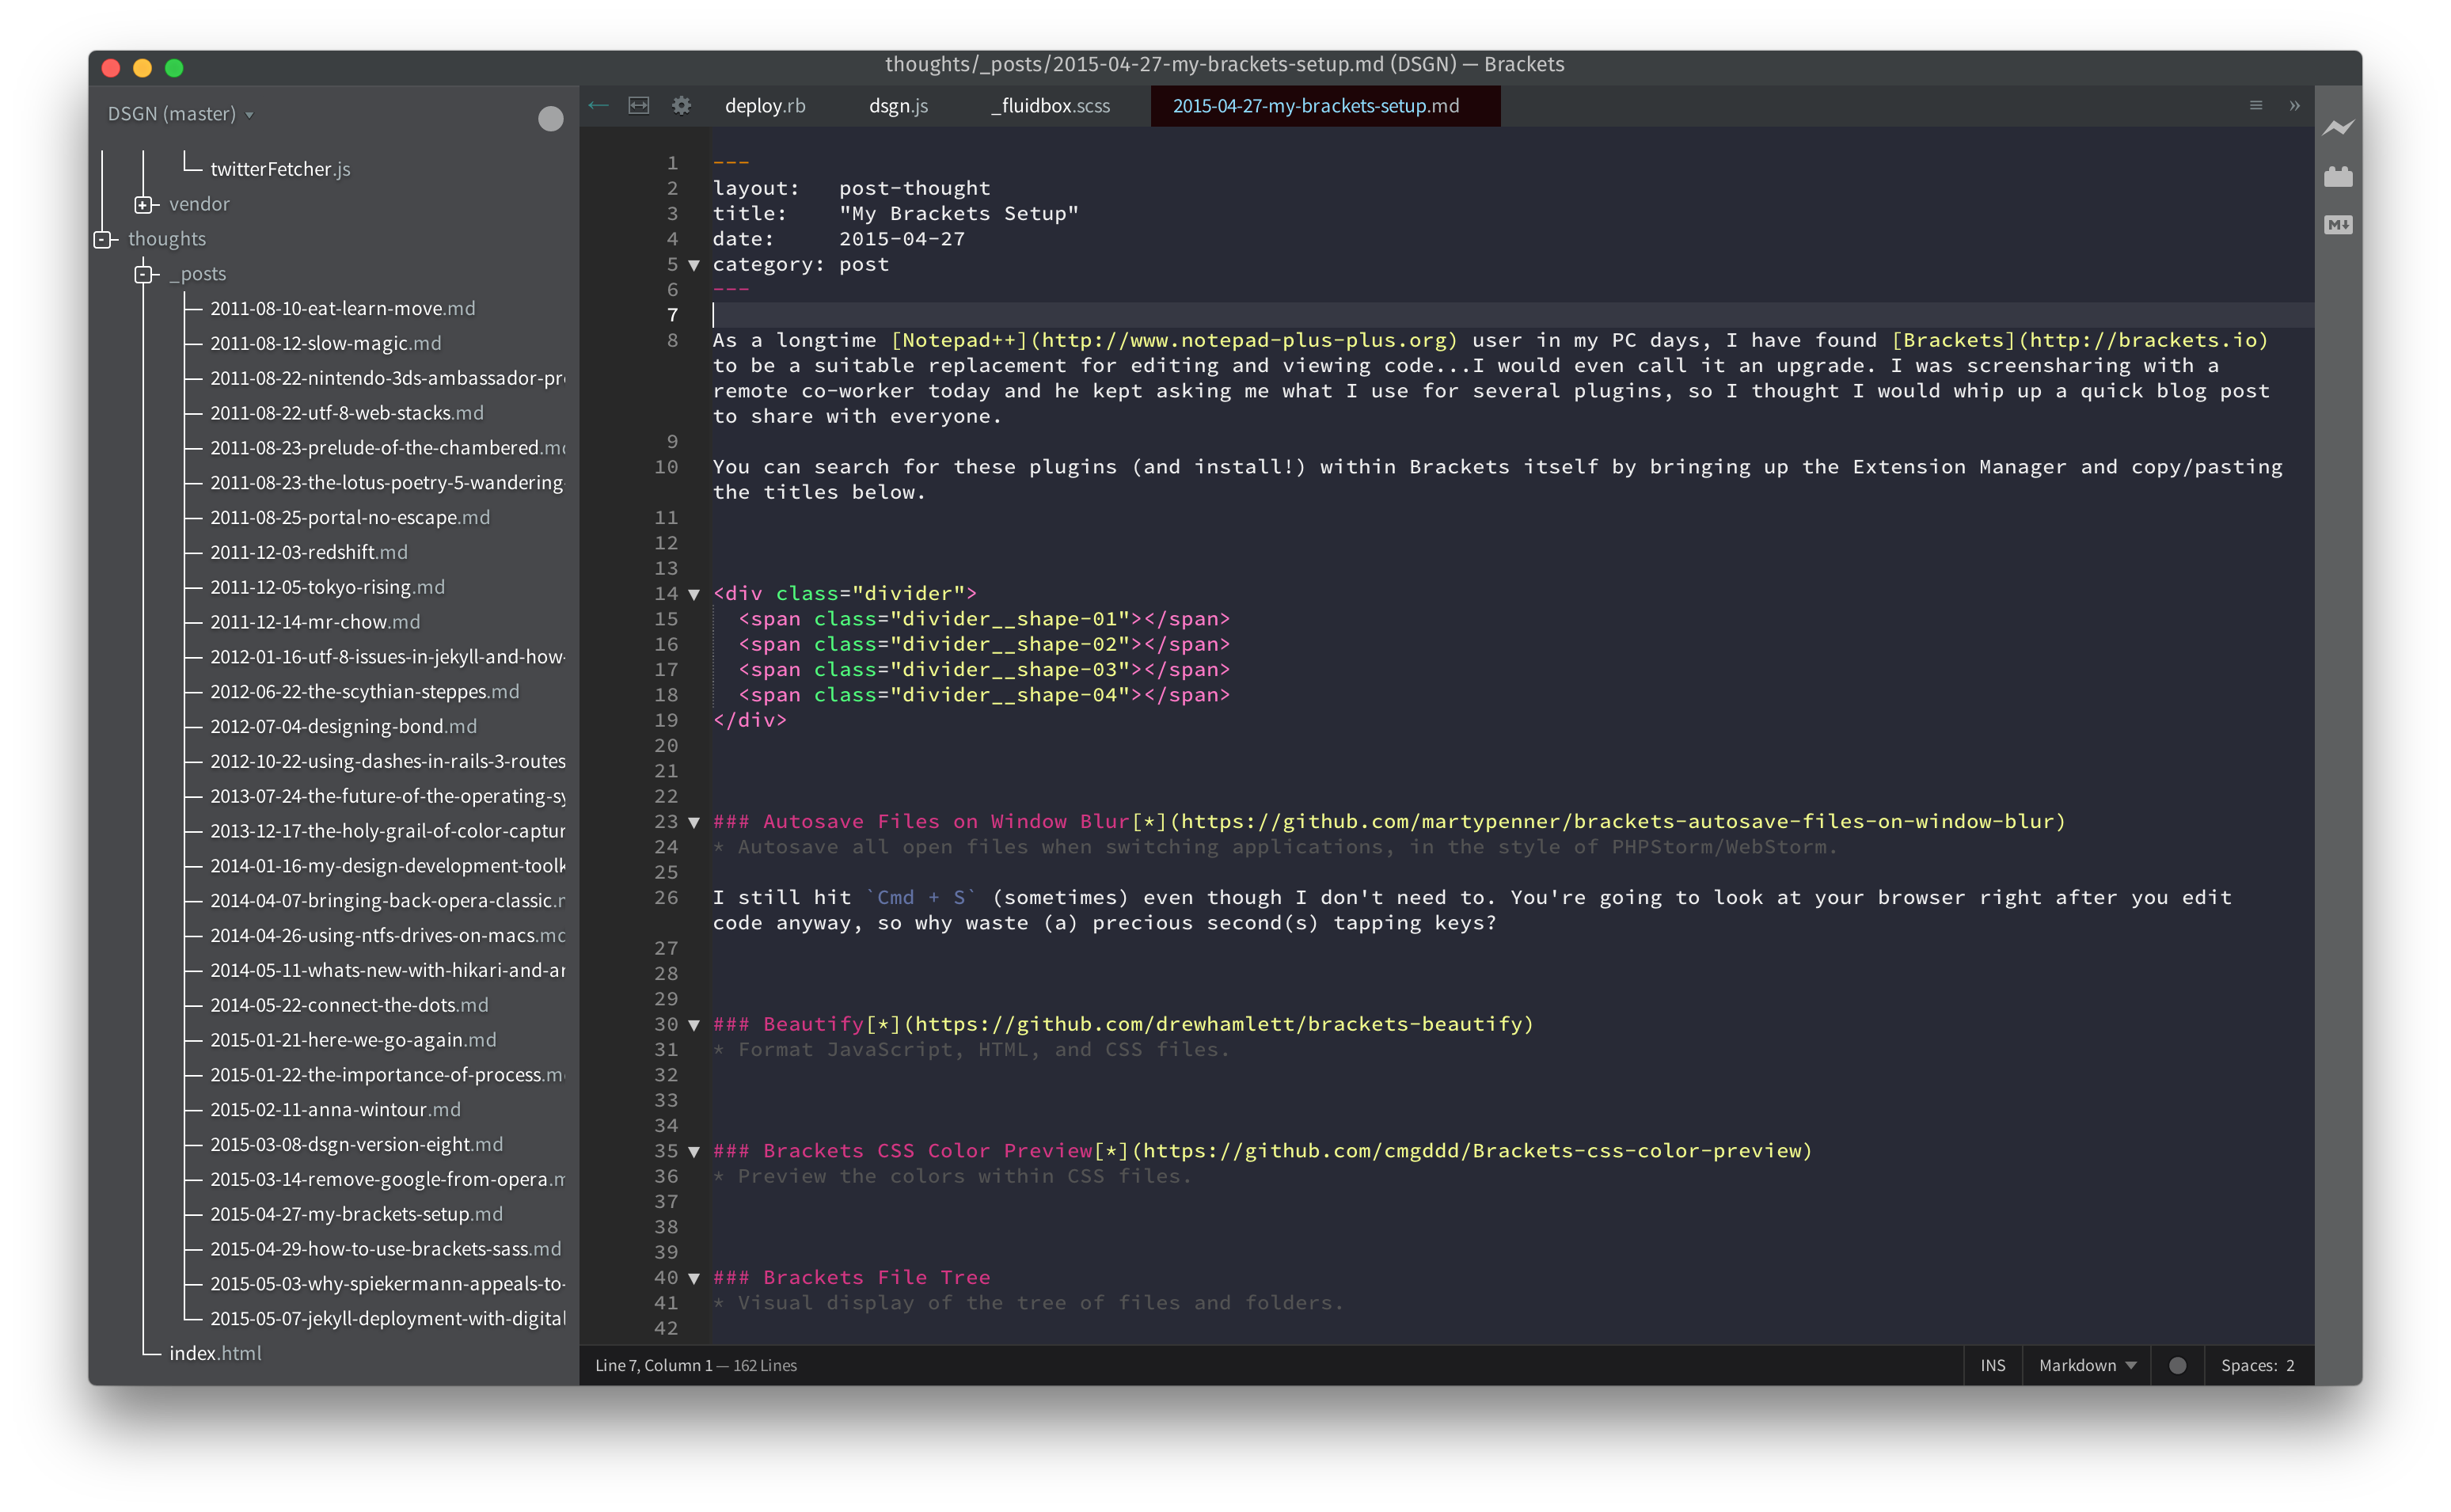 thoughts/_posts/2015-04-27-my-brackets-setup.md (DSGN) — Brackets
DSGN (master)
twitterFetcher.js
vendor
thoughts
_posts
2011-08-10-eat-learn-move.md
2011-08-12-slow-magic.md
2011-08-22-nintendo-3ds-ambassador-pr
2011-08-22-utf-8-web-stacks.md
2011-08-23-prelude-of-the-chambered.m
2011-08-23-the-lotus-poetry-5-wandering-
2011-08-25-portal-no-escape.md
2011-12-03-redshift.md
2011-12-05-tokyo-rising.md
2011-12-14-mr-chow.md
2012-01-16-utf-8-issues-in-jekyll-and-how-
2012-06-22-the-scythian-steppes.md
2012-07-04-designing-bond.md
2012-10-22-using-dashes-in-rails-3-routes
2013-07-24-the-future-of-the-operating-sy
2013-12-17-the-holy-grail-of-color-captur
2014-01-16-my-design-development-toolk
2014-04-07-bringing-back-opera-classic.
2014-04-26-using-ntfs-drives-on-macs.m
2014-05-11-whats-new-with-hikari-and-a
2014-05-22-connect-the-dots.md
2015-01-21-here-we-go-again.md
2015-01-22-the-importance-of-process.m
2015-02-11-anna-wintour.md
2015-03-08-dsgn-version-eight.md
2015-03-14-remove-google-from-opera.m
2015-04-27-my-brackets-setup.md
2015-04-29-how-to-use-brackets-sass.md
2015-05-03-why-spiekermann-appeals-to-
2015-05-07-jekyll-deployment-with-digital
index.html
deploy.rb dsgn.js _fluidbox.scss 2015-04-27-my-brackets-setup.md
1 ---
2 layout:   post-thought
3 title:    "My Brackets Setup"
4 date:     2015-04-27
5 category: post
6 ---
7
8 As a longtime [Notepad++](http://www.notepad-plus-plus.org) user in my PC days, I have found [Brackets](http://brackets.io)
to be a suitable replacement for editing and viewing code...I would even call it an upgrade. I was screensharing with a
remote co-worker today and he kept asking me what I use for several plugins, so I thought I would whip up a quick blog post
to share with everyone.
9
10 You can search for these plugins (and install!) within Brackets itself by bringing up the Extension Manager and copy/pasting
the titles below.
11
12
13
14 <div class="divider">
15   <span class="divider__shape-01"></span>
16   <span class="divider__shape-02"></span>
17   <span class="divider__shape-03"></span>
18   <span class="divider__shape-04"></span>
19 </div>
20
21
22
23 ### Autosave Files on Window Blur[*](https://github.com/martypenner/brackets-autosave-files-on-window-blur)
24 * Autosave all open files when switching applications, in the style of PHPStorm/WebStorm.
25
26 I still hit `Cmd + S` (sometimes) even though I don't need to. You're going to look at your browser right after you edit
code anyway, so why waste (a) precious second(s) tapping keys?
27
28
29
30 ### Beautify[*](https://github.com/drewhamlett/brackets-beautify)
31 * Format JavaScript, HTML, and CSS files.
32
33
34
35 ### Brackets CSS Color Preview[*](https://github.com/cmgddd/Brackets-css-color-preview)
36 * Preview the colors within CSS files.
37
38
39
40 ### Brackets File Tree
41 * Visual display of the tree of files and folders.
42
M
Line 7, Column 1 — 162 Lines
INS Markdown Spaces: 2